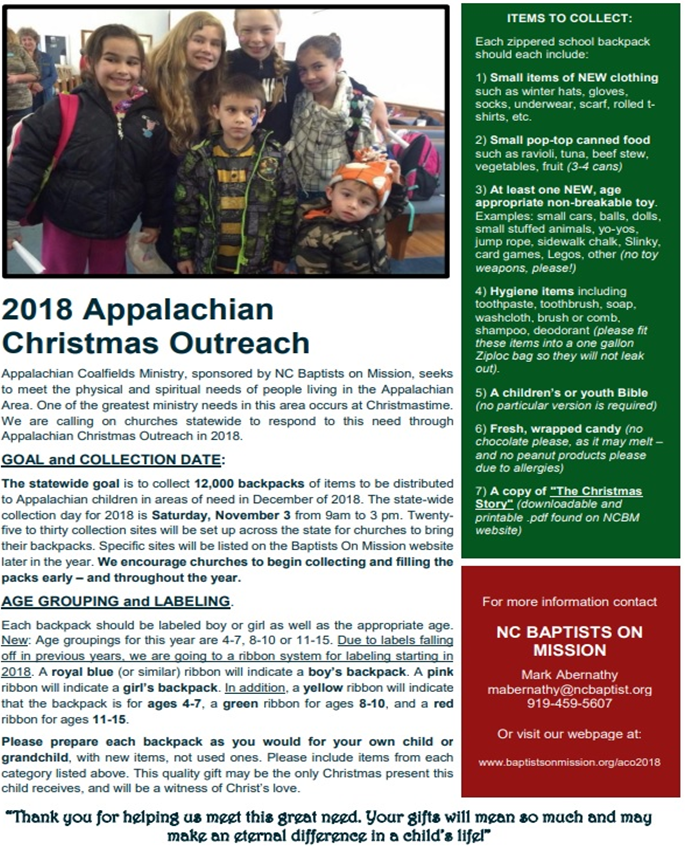 2018 Appalachian
Christmas Outreach
Appalachian Coalfields Ministry, sponsored by NC Baptists on Mission, seeks
to meet the physical and spiritual needs of people living in the Appalachian
Area. One of the greatest ministry needs in this area occurs at Christmastime.
We are calling on churches statewide to respond to this need through
Appalachian Christmas Outreach in 2018.
GOAL and COLLECTION DATE:
The statewide goal is to collect 12,000 backpacks of items to be distributed
to Appalachian children in areas of need in December of 2018. The state-wide
collection day for 2018 is Saturday, November 3 from 9am to 3 pm. Twenty-
five to thirty collection sites will be set up across the state for churches to bring
their backpacks. Specific sites will be listed on the Baptists On Mission website
later in the year. We encourage churches to begin collecting and filling the
packs early – and throughout the year.
AGE GROUPING and LABELING.
Each backpack should be labeled boy or girl as well as the appropriate age.
New: Age groupings for this year are 4-7, 8-10 or 11-15. Due to labels falling
off in previous years, we are going to a ribbon system for labeling starting in
2018. A royal blue (or similar) ribbon will indicate a boy's backpack. A pink
ribbon will indicate a girl's backpack. In addition, a yellow ribbon will indicate
that the backpack is for ages 4-7, a green ribbon for ages 8-10, and a red
ribbon for ages 11-15.
Please prepare each backpack as you would for your own child or
grandchild, with new items, not used ones. Please include items from each
category listed above. This quality gift may be the only Christmas present this
child receives, and will be a witness of Christ's love.
ITEMS TO COLLECT:
Each zippered school backpack
should each include:
1) Small items of NEW clothing
such as winter hats, gloves,
socks, underwear, scarf, rolled t-
shirts, etc.
2) Small pop-top canned food
such as ravioli, tuna, beef stew,
vegetables, fruit (3-4 cans)
3) At least one NEW, age
appropriate non-breakable toy.
Examples: small cars, balls, dolls,
small stuffed animals, yo-yos,
jump rope, sidewalk chalk, Slinky,
card games, Legos, other (no toy
weapons, please!)
4) Hygiene items including
toothpaste, toothbrush, soap,
washcloth, brush or comb,
shampoo, deodorant (please fit
these items into a one gallon
Ziploc bag so they will not leak
out).
5) A children's or youth Bible
(no particular version is required)
6) Fresh, wrapped candy (no
chocolate please, as it may melt –
and no peanut products please
due to allergies)
7) A copy of "The Christmas
Story" (downloadable and
printable .pdf found on NCBM
website)
For more information contact
NC BAPTISTS ON
MISSION
Mark Abernathy
mabernathy@ncbaptist.org
919-459-5607
Or visit our webpage at:
www.baptistsonmission.org/aco2018
“Thank you for helping us meet this great need. Your gifts will mean so much and may
make an eternal difference in a child's life!”